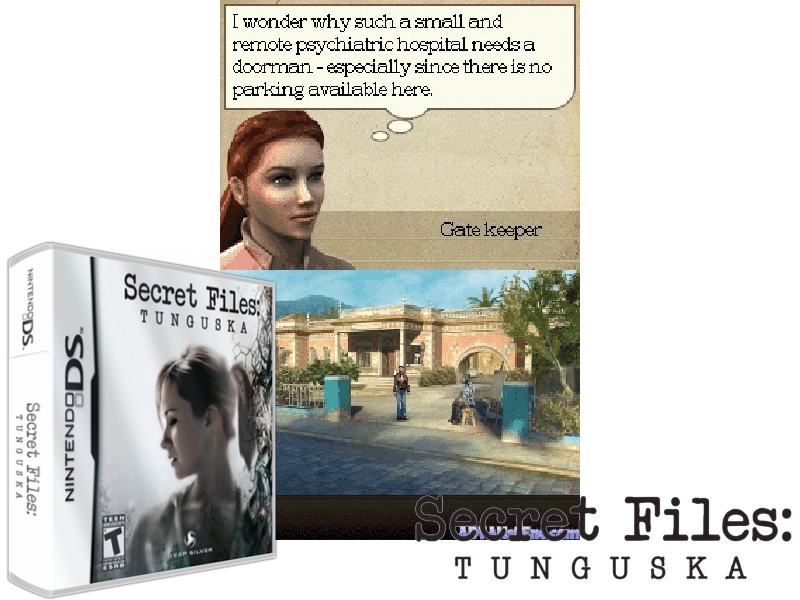 I wonder why such a small and
remote psychiatric hospital needs a
doorman - especially since there is no
parking available here.
Gate keeper
Secret Files:
TUNGUSKA
NINTENDO DS.
NINTENDO DS™
Secret Files:
TUNGUSKA
TEEN
T
ESRB
DEEP SILVER
Secret Files:
TUNGUSKA